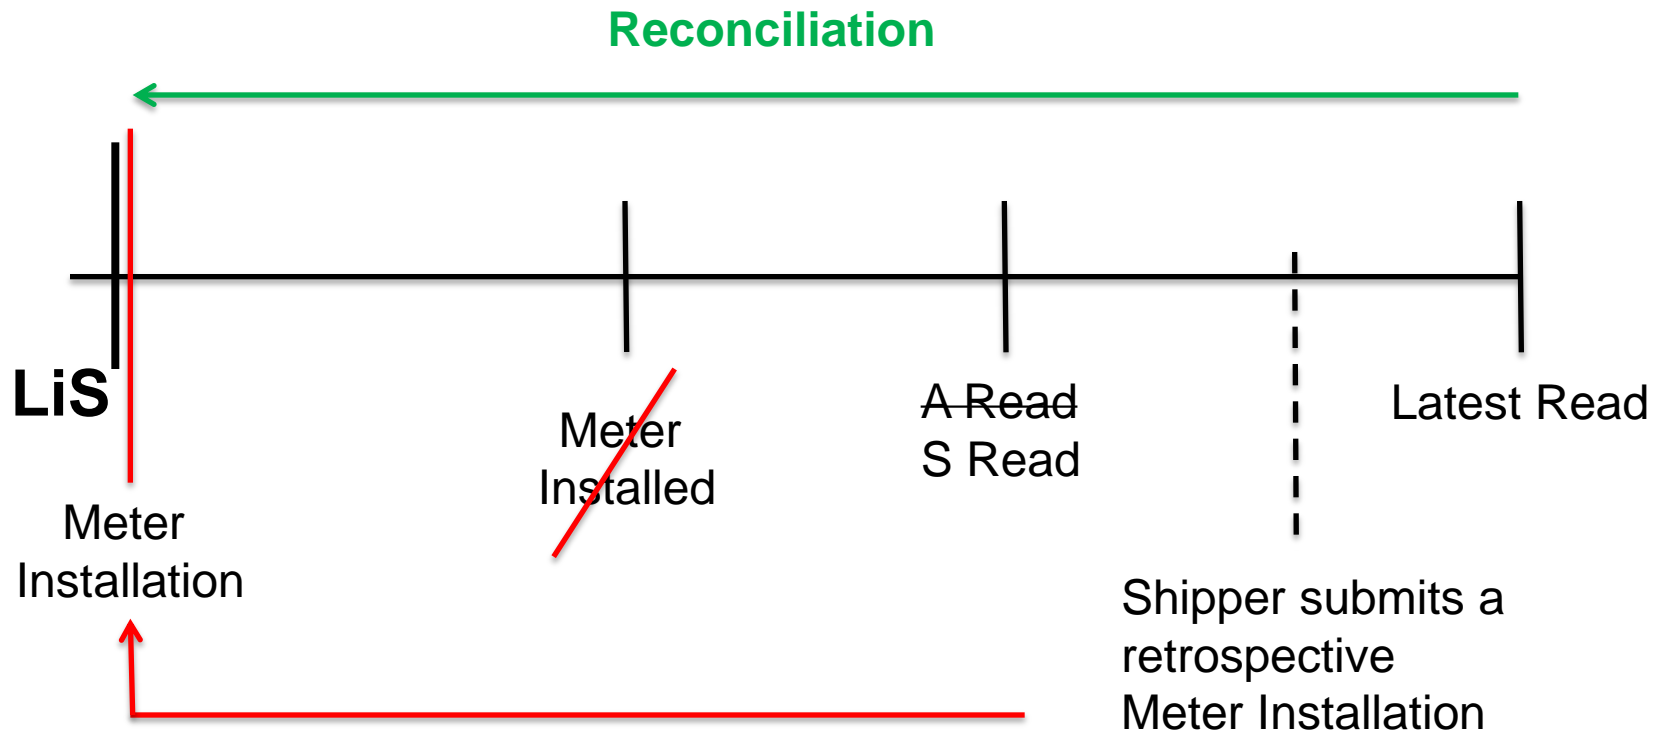 Reconciliation
LiS
Meter
Installation
Meter
Installed
A Read
S Read
Latest Read
Shipper submits a
retrospective
Meter Installation